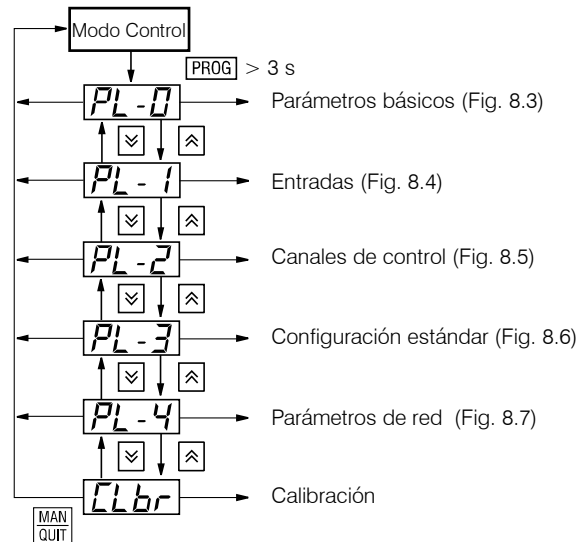 Modo Control
PROG > 3 s
PL-0 Parámetros básicos (Fig. 8.3)
PL-1 Entradas (Fig. 8.4)
PL-2 Canales de control (Fig. 8.5)
PL-3 Configuración estándar (Fig. 8.6)
PL-4 Parámetros de red (Fig. 8.7)
CLbr Calibración
MAN
QUIT